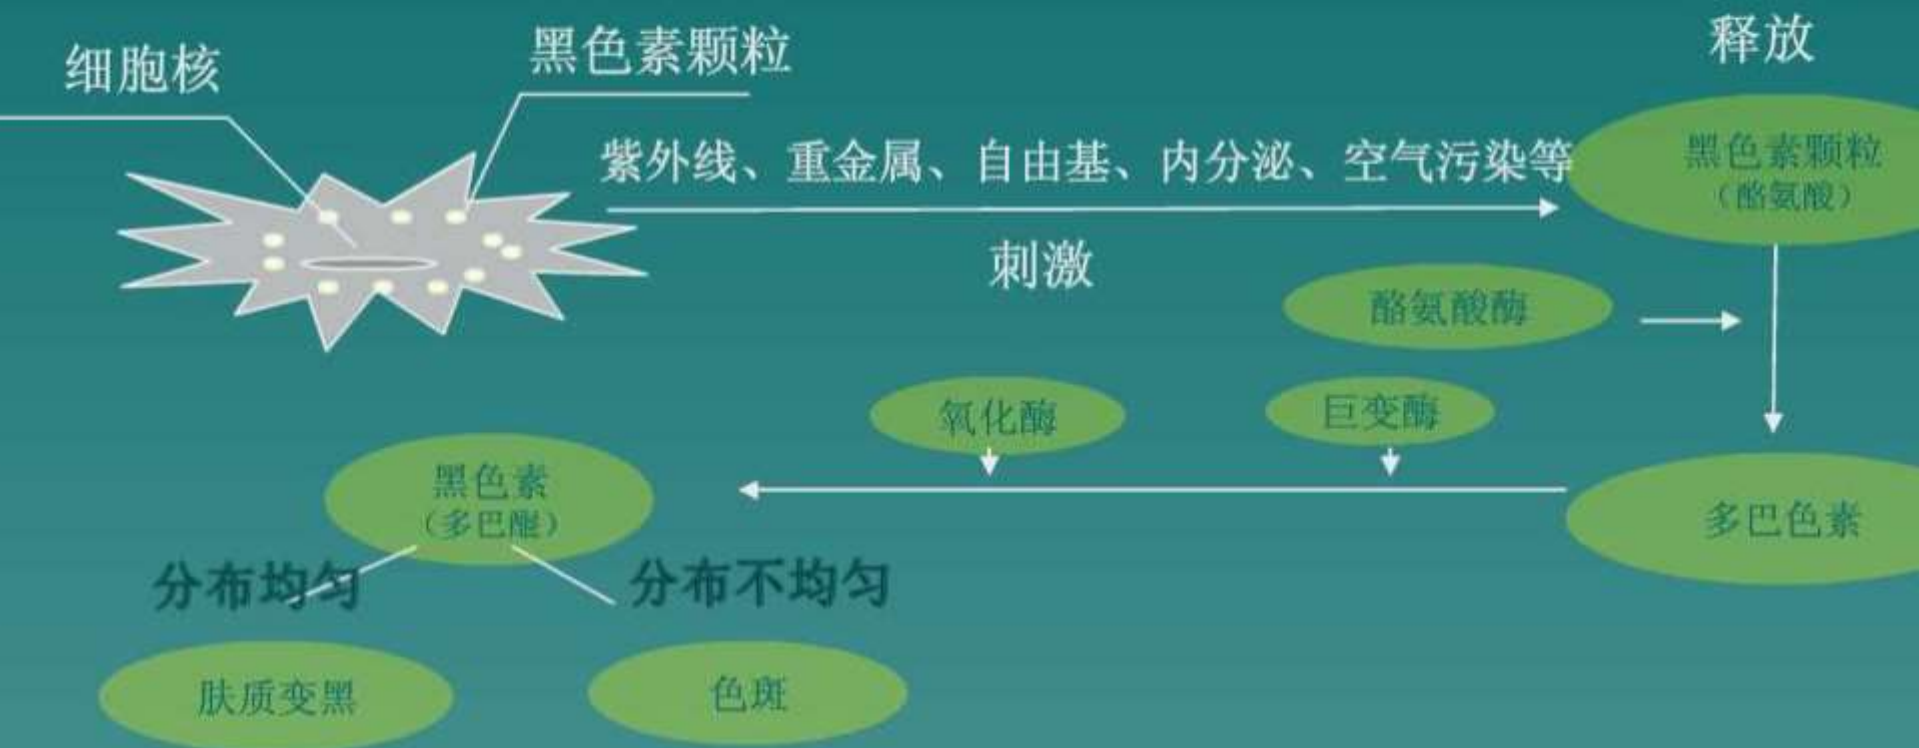 细胞核
黑色素颗粒
释放
紫外线、重金属、自由基、内分泌、空气污染等
刺激
黑色素颗粒
（酪氨酸）
酪氨酸酶
氧化酶
巨变酶
多巴色素
黑色素
（多巴醌）
分布均匀
分布不均匀
肤质变黑
色斑